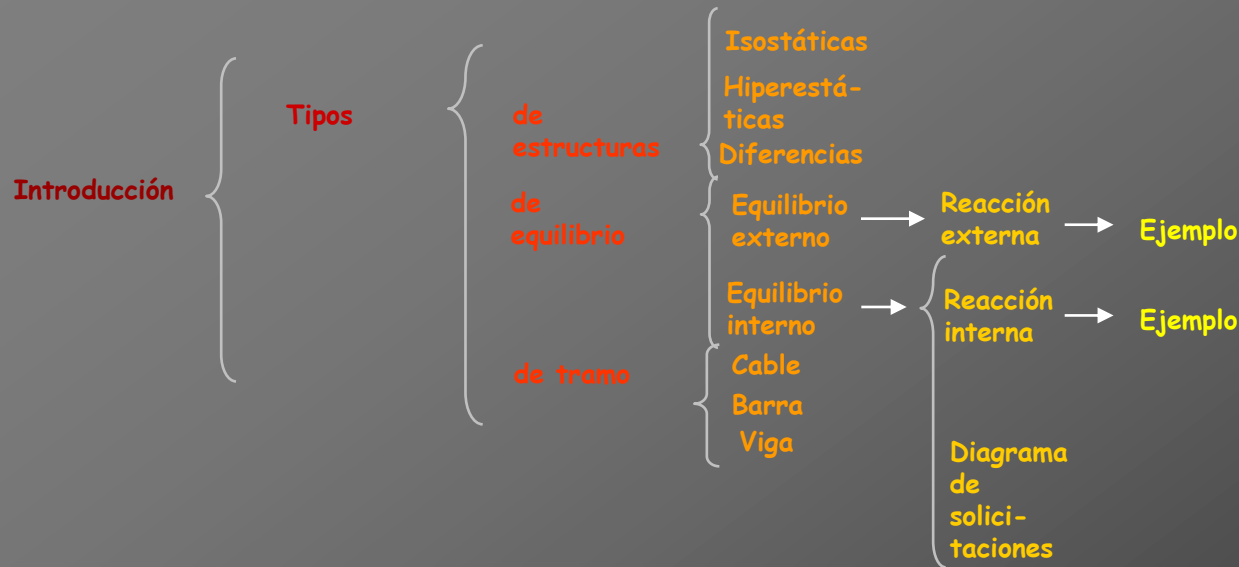 Introducción
Tipos
de
estructuras
Isostáticas
Hiperestá-
ticas
Diferencias
de
equilibrio
Equilibrio
externo
Reacción
externa
Ejemplo
Equilibrio
interno
Reacción
interna
Ejemplo
Diagrama
de
solici-
taciones
de tramo
Cable
Barra
Viga